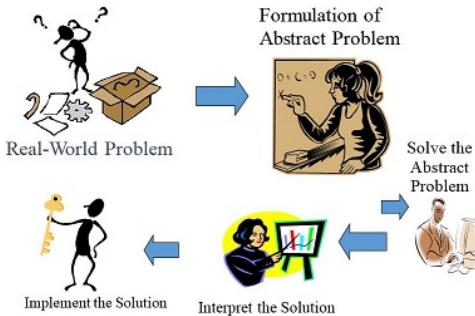 Formulation of
Abstract Problem
Real-World Problem
Solve the
Abstract
Problem
Interpret the Solution
Implement the Solution